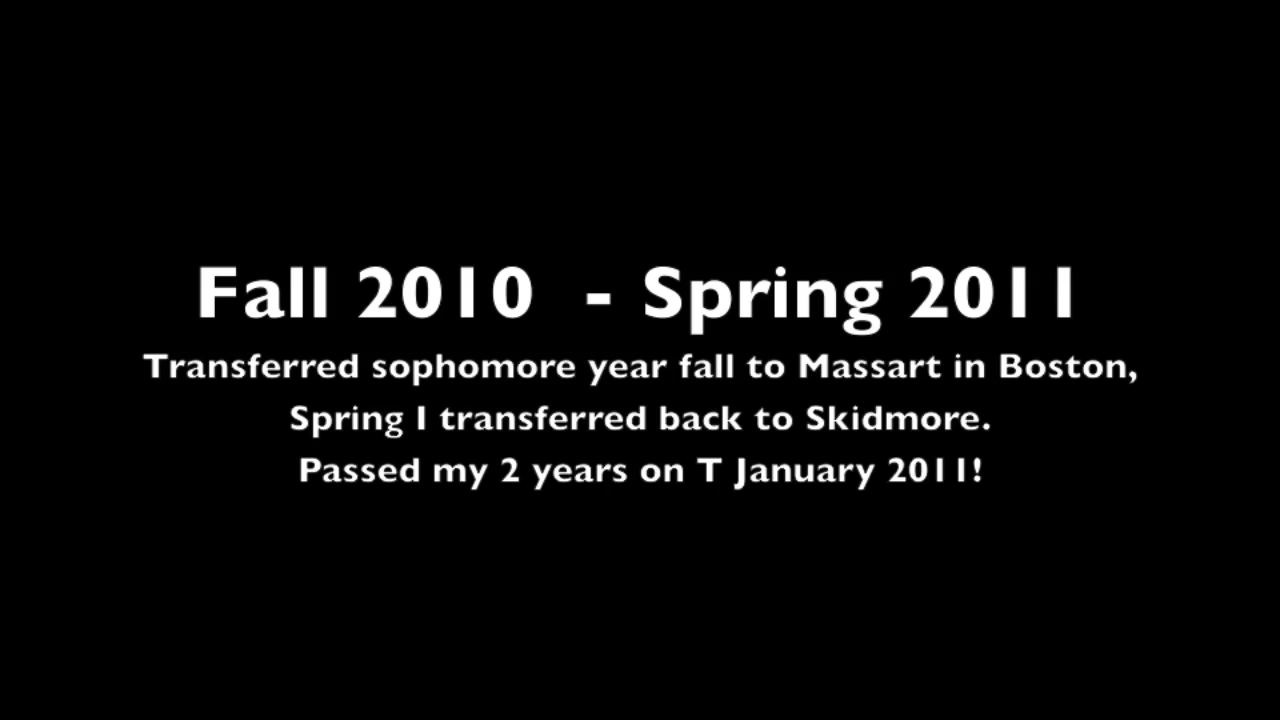 Fall 2010  - Spring 2011
Transferred sophomore year fall to Massart in Boston,
Spring I transferred back to Skidmore.
Passed my 2 years on T January 2011!